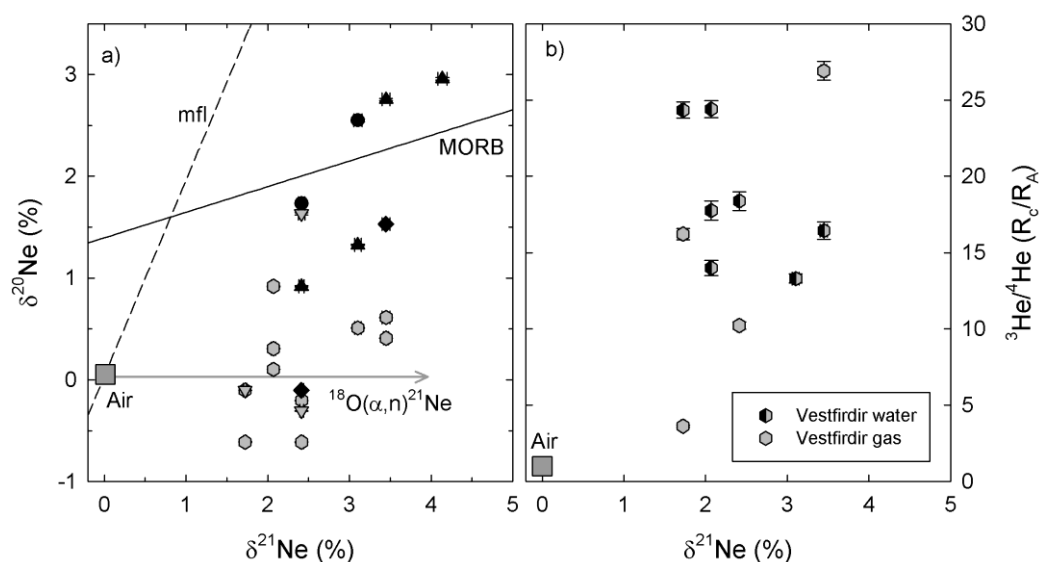 a)
mfl
MORB
Air
¹⁸O(α,n)²¹Ne
δ²⁰Ne (%)
3
2
1
0
-1
0 1 2 3 4 5
δ²¹Ne (%)
b)
Air
Vestfirdir water
Vestfirdir gas
30
25
20
15
10
5
0
³He/⁴He (R_c/R_A)
0 1 2 3 4 5
δ²¹Ne (%)